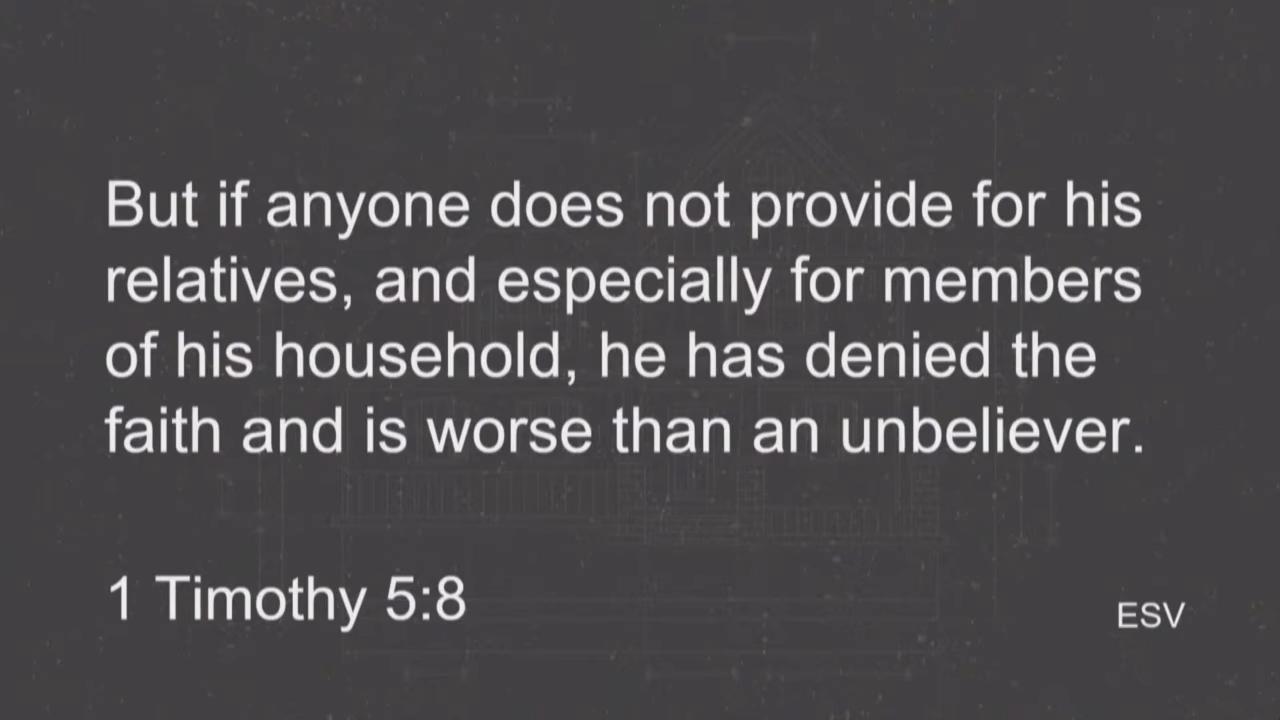 But if anyone does not provide for his
relatives, and especially for members
of his household, he has denied the
faith and is worse than an unbeliever.
1 Timothy 5:8
ESV